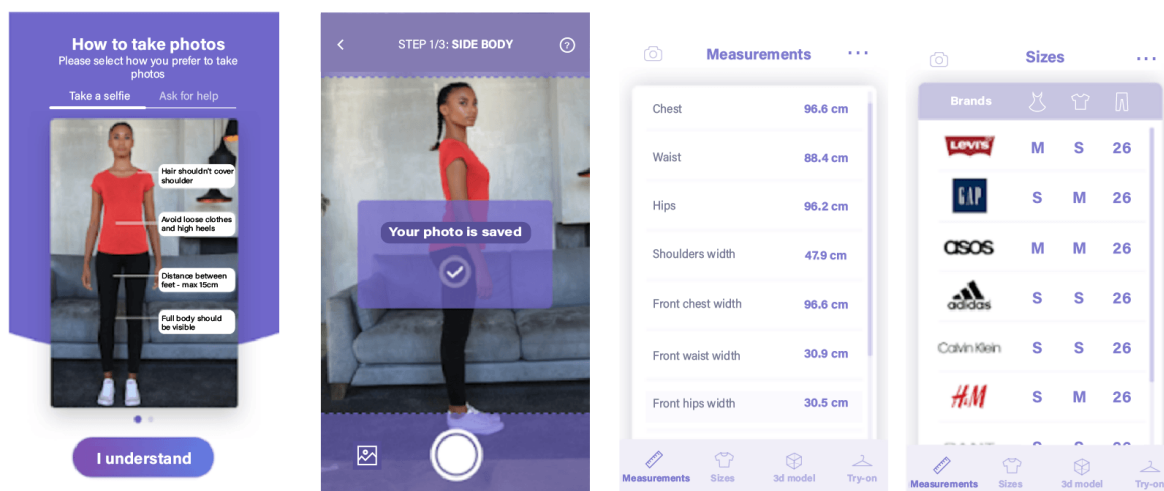 How to take photos
Please select how you prefer to take
photos
Take a selfie
Ask for help
Hair shouldn't cover
shoulder
Avoid loose clothes
and high heels
Distance between
feet - max 15cm
Full body should
be visible
I understand
STEP 1/3: SIDE BODY
?
Your photo is saved
Measurements
Chest 96.6 cm
Waist 88.4 cm
Hips 96.2 cm
Shoulders width 47.9 cm
Front chest width 96.6 cm
Front waist width 30.9 cm
Front hips width 30.5 cm
Measurements Sizes 3d model Try-on
Sizes
Brands
LEVI'S M S 26
GAP S M 26
asos M M 26
adidas S S 26
Calvin Klein S S 26
H&M S M 26
Measurements Sizes 3d model Try-on